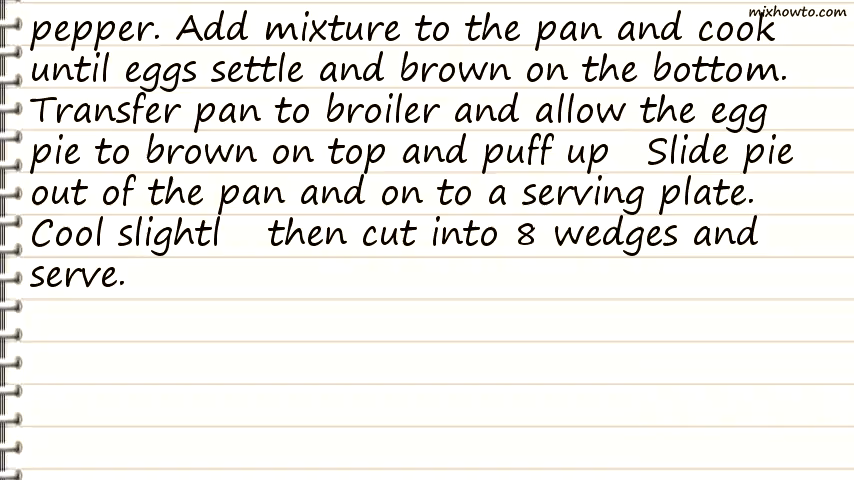 mixhowto.com
pepper. Add mixture to the pan and cook
until eggs settle and brown on the bottom.
Transfer pan to broiler and allow the egg
pie to brown on top and puff up   Slide pie
out of the pan and on to a serving plate.
Cool slightl   then cut into 8 wedges and
serve.